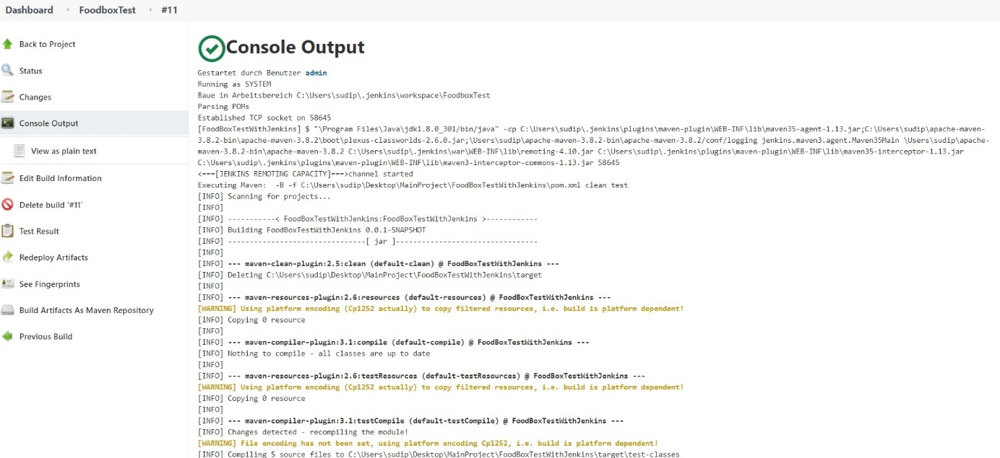 Dashboard
FoodboxTest
#11
Back to Project
Status
Changes
Console Output
View as plain text
Edit Build Information
Delete build '#11'
Test Result
Redeploy Artifacts
See Fingerprints
Build Artifacts As Maven Repository
Previous Build
Console Output
Gestartet durch Benutzer admin
Running as SYSTEM
Baue in Arbeitsbereich C:\Users\sudip\.jenkins\workspace\FoodboxTest
Parsing POMs
Established TCP socket on 58645
[FoodBoxTestWithJenkins] $ "\Program Files\Java\jdk1.8.0_301/bin/java" -cp C:\Users\sudip\.jenkins\plugins\maven-plugin\WEB-INF\lib\maven35-agent-1.13.jar;C:\Users\sudip\apache-maven-
3.8.2-bin\apache-maven-3.8.2\boot\plexus-classworlds-2.6.0.jar;\Users\sudip\apache-maven-3.8.2-bin\apache-maven-3.8.2/conf/logging jenkins.maven3.agent.Maven35Main \Users\sudip\apache-
maven-3.8.2-bin\apache-maven-3.8.2 C:\Users\sudip\.jenkins\war\WEB-INF\lib\remoting-4.10.jar C:\Users\sudip\.jenkins\plugins\maven-plugin\WEB-INF\lib\maven35-interceptor-1.13.jar
C:\Users\sudip\.jenkins\plugins\maven-plugin\WEB-INF\lib\maven3-interceptor-commons-1.13.jar 58645
<===[JENKINS REMOTING CAPACITY]===>channel started
Executing Maven:  -B -f C:\Users\sudip\Desktop\MainProject\FoodBoxTestWithJenkins\pom.xml clean test
[INFO] Scanning for projects...
[INFO]
[INFO] -----------< FoodBoxTestWithJenkins:FoodBoxTestWithJenkins >------------
[INFO] Building FoodBoxTestWithJenkins 0.0.1-SNAPSHOT
[INFO] --------------------------------[ jar ]---------------------------------
[INFO]
[INFO] --- maven-clean-plugin:2.5:clean (default-clean) @ FoodBoxTestWithJenkins ---
[INFO] Deleting C:\Users\sudip\Desktop\MainProject\FoodBoxTestWithJenkins\target
[INFO]
[INFO] --- maven-resources-plugin:2.6:resources (default-resources) @ FoodBoxTestWithJenkins ---
[WARNING] Using platform encoding (Cp1252 actually) to copy filtered resources, i.e. build is platform dependent!
[INFO] Copying 0 resource
[INFO]
[INFO] --- maven-compiler-plugin:3.1:compile (default-compile) @ FoodBoxTestWithJenkins ---
[INFO] Nothing to compile - all classes are up to date
[INFO]
[INFO] --- maven-resources-plugin:2.6:testResources (default-testResources) @ FoodBoxTestWithJenkins ---
[WARNING] Using platform encoding (Cp1252 actually) to copy filtered resources, i.e. build is platform dependent!
[INFO] Copying 0 resource
[INFO]
[INFO] --- maven-compiler-plugin:3.1:testCompile (default-testCompile) @ FoodBoxTestWithJenkins ---
[INFO] Changes detected - recompiling the module!
[WARNING] File encoding has not been set, using platform encoding Cp1252, i.e. build is platform dependent!
[INFO] Compiling 5 source files to C:\Users\sudip\Desktop\MainProject\FoodBoxTestWithJenkins\target\test-classes